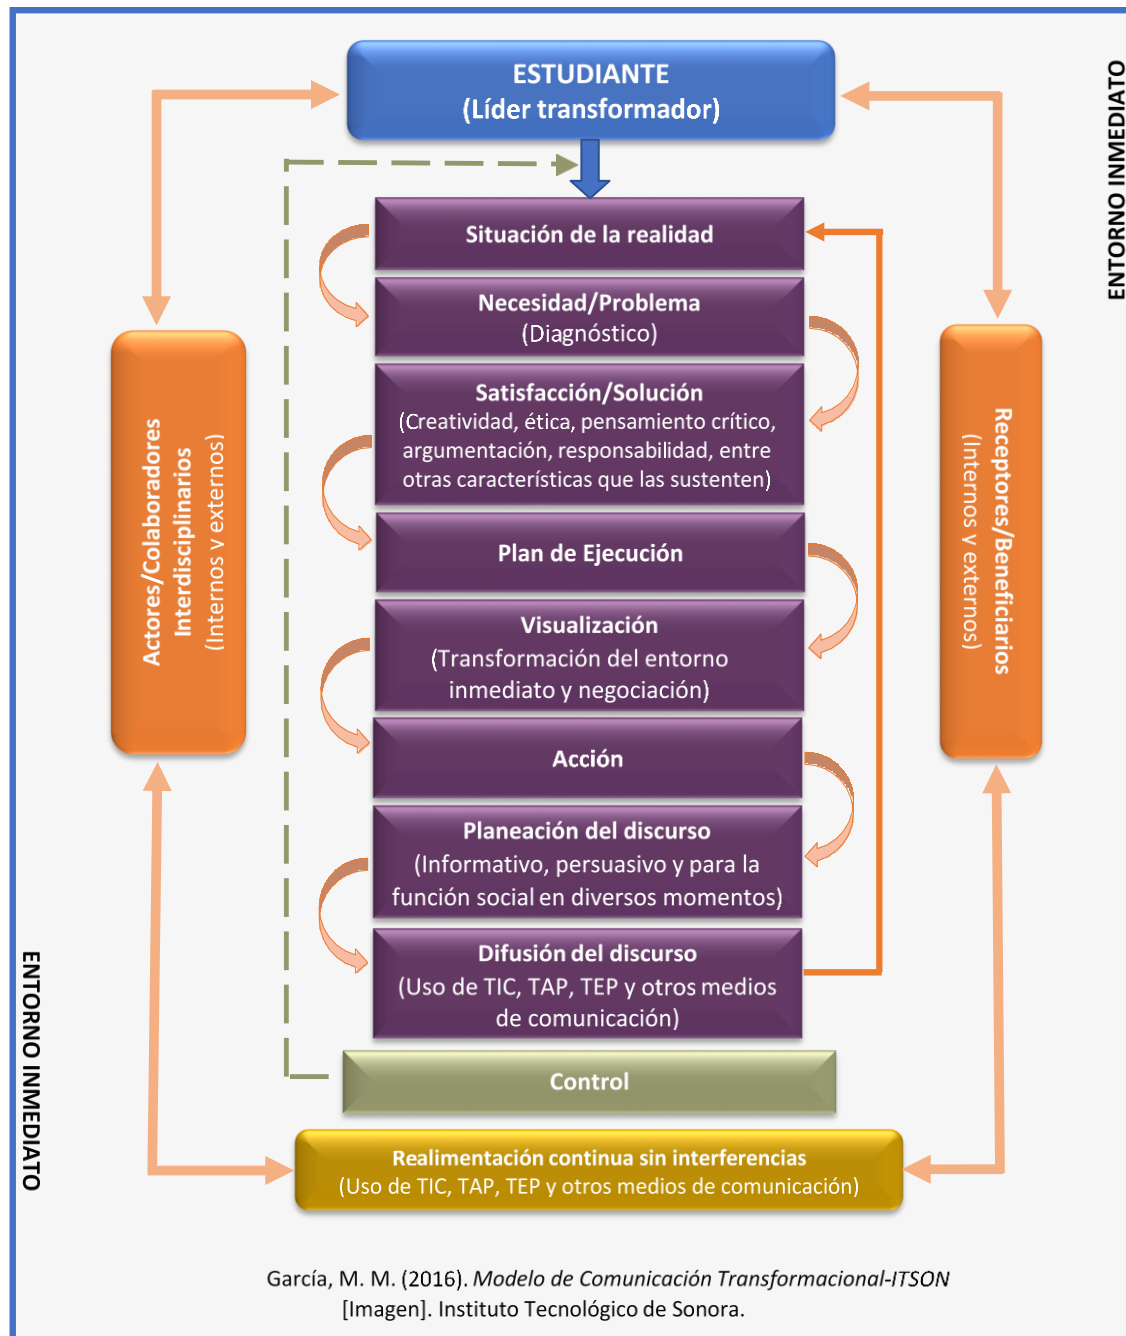 ESTUDIANTE
(Líder transformador)
ENTORNO INMEDIATO
Situación de la realidad
Necesidad/Problema
(Diagnóstico)
Satisfacción/Solución
(Creatividad, ética, pensamiento crítico,
argumentación, responsabilidad, entre
otras características que las sustenten)
Actores/Colaboradores
Interdisciplinarios
(Internos y externos)
Receptores/Beneficiarios
(Internos y externos)
Plan de Ejecución
Visualización
(Transformación del entorno
inmediato y negociación)
Acción
Planeación del discurso
(Informativo, persuasivo y para la
función social en diversos momentos)
Difusión del discurso
(Uso de TIC, TAP, TEP y otros medios
de comunicación)
ENTORNO INMEDIATO
Control
Realimentación continua sin interferencias
(Uso de TIC, TAP, TEP y otros medios de comunicación)
García, M. M. (2016). Modelo de Comunicación Transformacional-ITSON
[Imagen]. Instituto Tecnológico de Sonora.